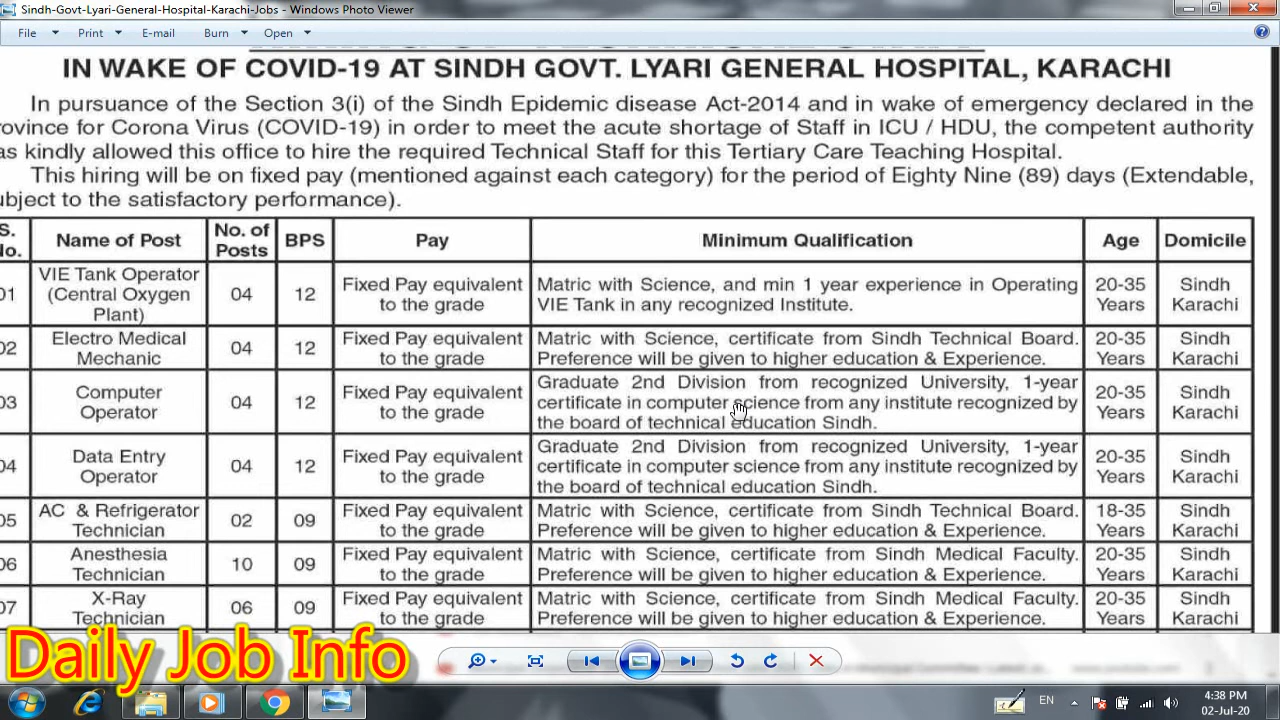 Sindh-Govt-Lyari-General-Hospital-Karachi-Jobs - Windows Photo Viewer
File Print E-mail Burn Open
IN WAKE OF COVID-19 AT SINDH GOVT. LYARI GENERAL HOSPITAL, KARACHI
In pursuance of the Section 3(i) of the Sindh Epidemic disease Act-2014 and in wake of emergency declared in the
rovince for Corona Virus (COVID-19) in order to meet the acute shortage of Staff in ICU / HDU, the competent authority
as kindly allowed this office to hire the required Technical Staff for this Tertiary Care Teaching Hospital.
This hiring will be on fixed pay (mentioned against each category) for the period of Eighty Nine (89) days (Extendable,
ubject to the satisfactory performance).
S. No. Name of Post No. of Posts BPS Pay Minimum Qualification Age Domicile
01 VIE Tank Operator (Central Oxygen Plant) 04 12 Fixed Pay equivalent to the grade Matric with Science, and min 1 year experience in Operating VIE Tank in any recognized Institute. 20-35 Years Sindh Karachi
02 Electro Medical Mechanic 04 12 Fixed Pay equivalent to the grade Matric with Science, certificate from Sindh Technical Board. Preference will be given to higher education & Experience. 20-35 Years Sindh Karachi
03 Computer Operator 04 12 Fixed Pay equivalent to the grade Graduate 2nd Division from recognized University, 1-year certificate in computer science from any institute recognized by the board of technical education Sindh. 20-35 Years Sindh Karachi
04 Data Entry Operator 04 12 Fixed Pay equivalent to the grade Graduate 2nd Division from recognized University, 1-year certificate in computer science from any institute recognized by the board of technical education Sindh. 20-35 Years Sindh Karachi
05 AC & Refrigerator Technician 02 09 Fixed Pay equivalent to the grade Matric with Science, certificate from Sindh Technical Board. Preference will be given to higher education & Experience. 18-35 Years Sindh Karachi
06 Anesthesia Technician 10 09 Fixed Pay equivalent to the grade Matric with Science, certificate from Sindh Medical Faculty. Preference will be given to higher education & Experience. 20-35 Years Sindh Karachi
07 X-Ray Technician 06 09 Fixed Pay equivalent to the grade Matric with Science, certificate from Sindh Medical Faculty. Preference will be given to higher education & Experience. 20-35 Years Sindh Karachi
Daily Job Info
EN
4:38 PM
02-Jul-20